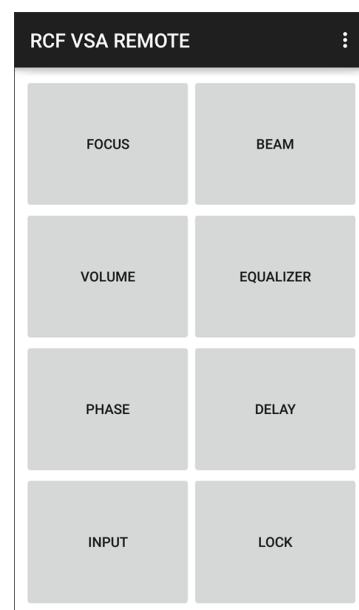 RCF VSA REMOTE
FOCUS
BEAM
VOLUME
EQUALIZER
PHASE
DELAY
INPUT
LOCK